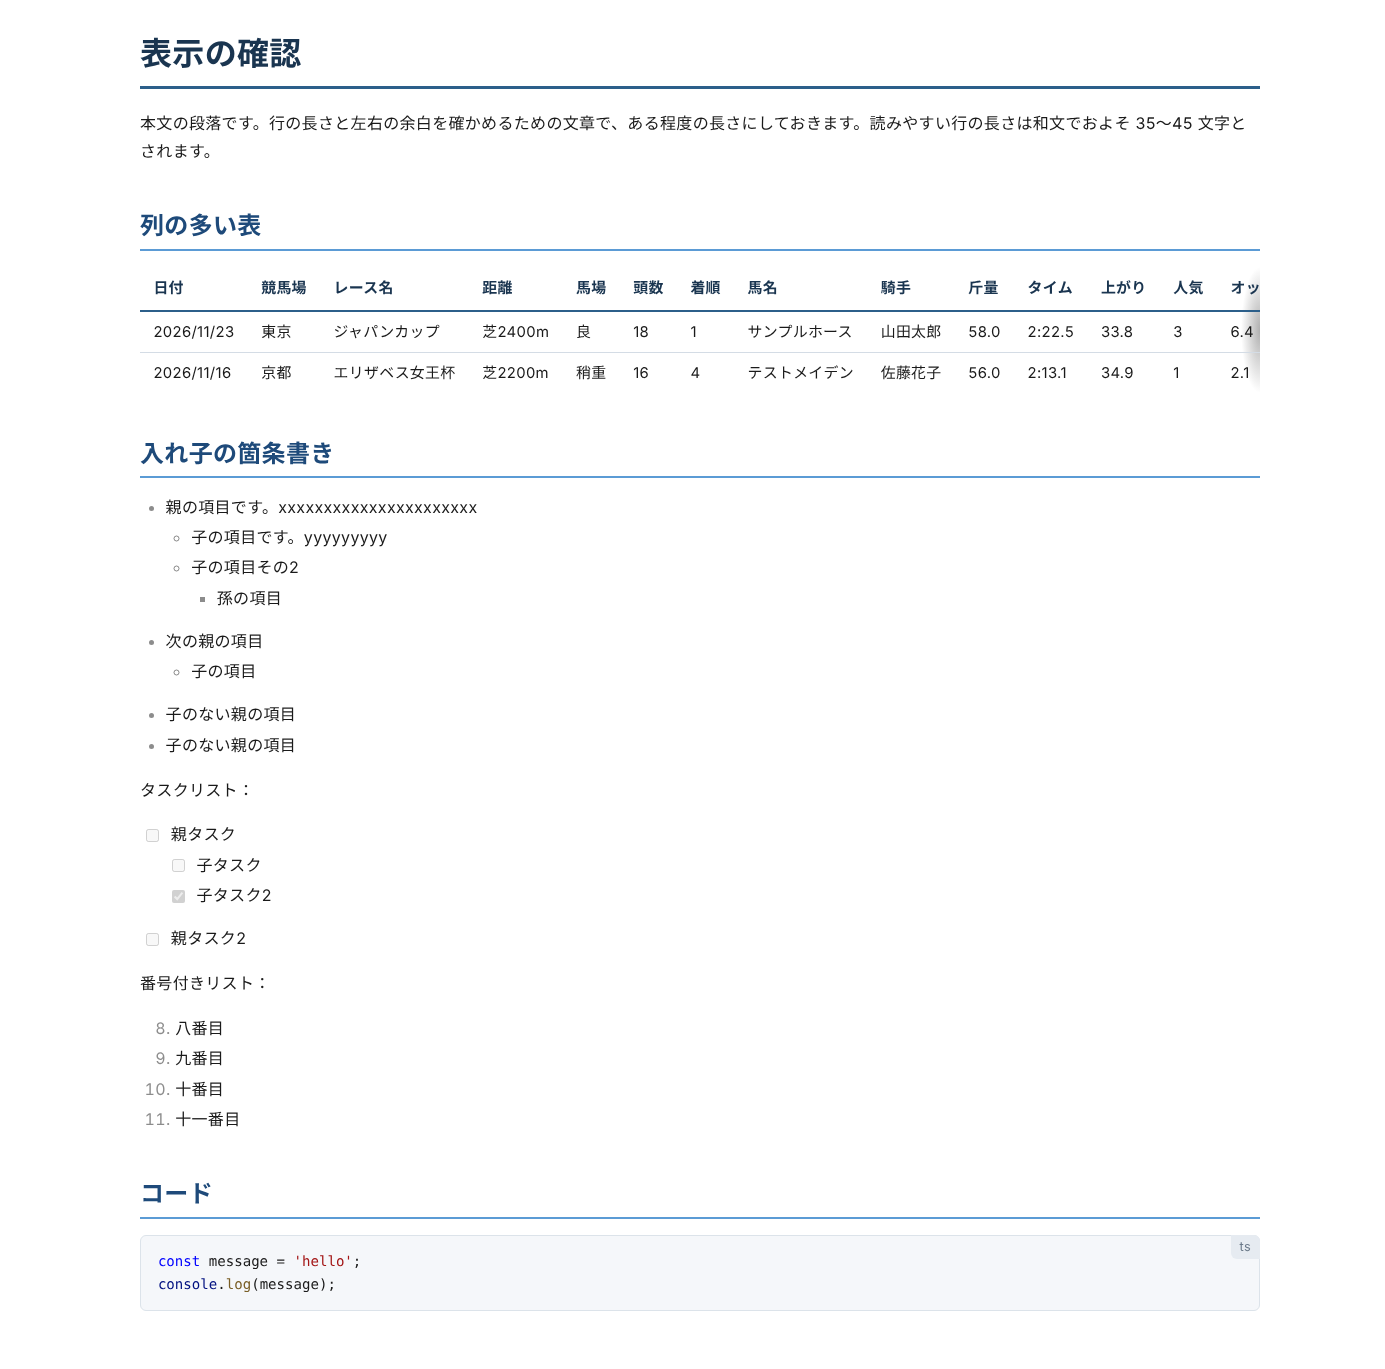 表示の確認
本文の段落です。行の長さと左右の余白を確かめるための文章で、ある程度の長さにしておきます。読みやすい行の長さは和文でおよそ 35〜45 文字と
されます。
列の多い表
日付 競馬場 レース名 距離 馬場 頭数 着順 馬名 騎手 斤量 タイム 上がり 人気 オッ
2026/11/23 東京 ジャパンカップ 芝2400m 良 18 1 サンプルホース 山田太郎 58.0 2:22.5 33.8 3 6.4
2026/11/16 京都 エリザベス女王杯 芝2200m 稍重 16 4 テストメイデン 佐藤花子 56.0 2:13.1 34.9 1 2.1
入れ子の箇条書き
親の項目です。xxxxxxxxxxxxxxxxxxxxxx
子の項目です。yyyyyyyyy
子の項目その2
孫の項目
次の親の項目
子の項目
子のない親の項目
子のない親の項目
タスクリスト：
親タスク
子タスク
子タスク2
親タスク2
番号付きリスト：
8. 八番目
9. 九番目
10. 十番目
11. 十一番目
コード
ts
const message = 'hello';
console.log(message);